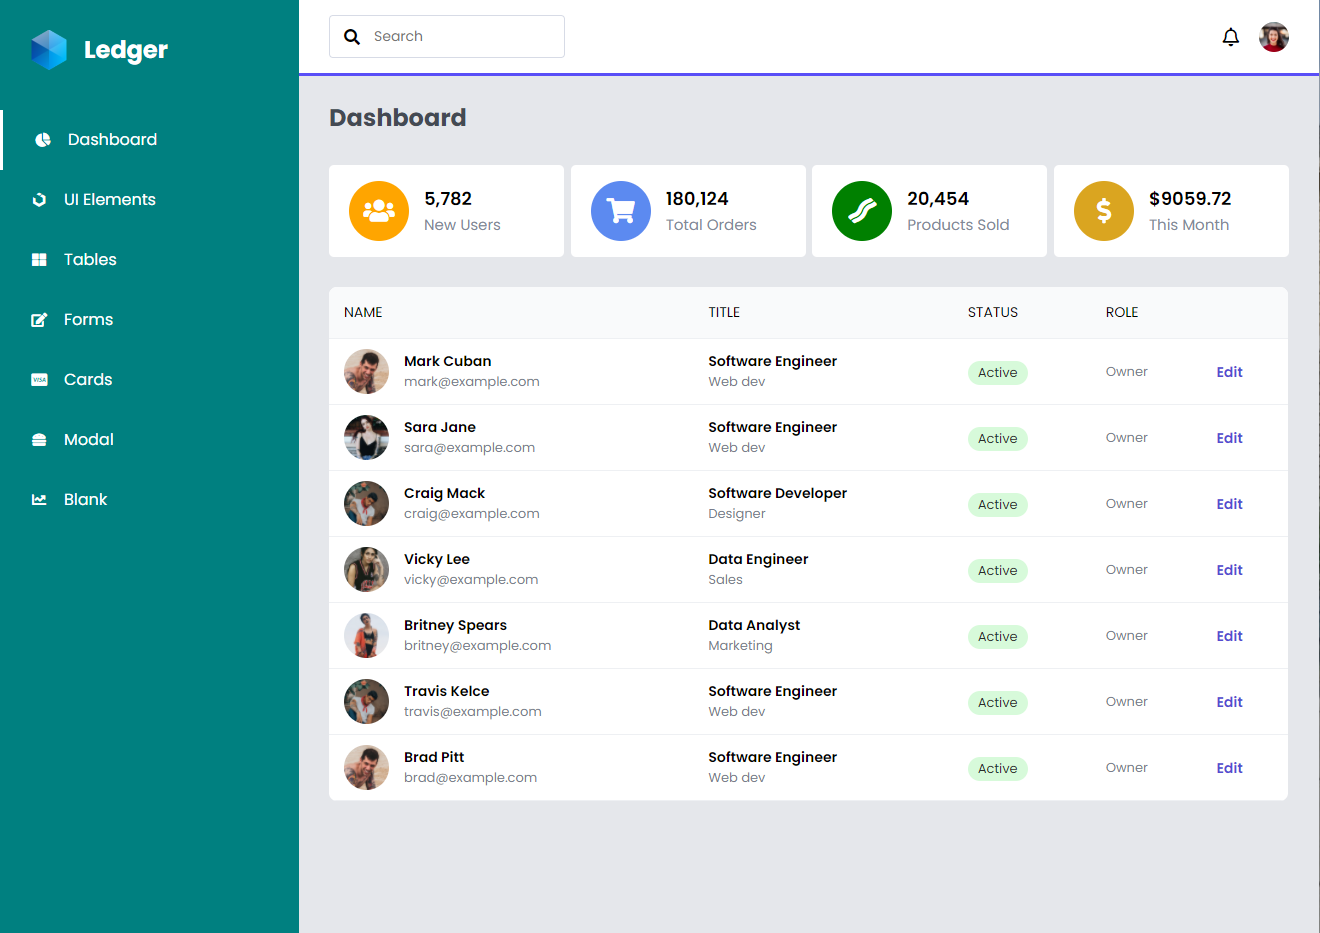 Ledger
Search
Dashboard
UI Elements
Tables
Forms
Cards
VISA
Modal
Blank
Dashboard
5,782
New Users
180,124
Total Orders
20,454
Products Sold
$
$9059.72
This Month
NAME TITLE STATUS ROLE
Mark Cuban Software Engineer
mark@example.com Web dev Active Owner Edit
Sara Jane Software Engineer
sara@example.com Web dev Active Owner Edit
Craig Mack Software Developer
craig@example.com Designer Active Owner Edit
Vicky Lee Data Engineer
vicky@example.com Sales Active Owner Edit
Britney Spears Data Analyst
britney@example.com Marketing Active Owner Edit
Travis Kelce Software Engineer
travis@example.com Web dev Active Owner Edit
Brad Pitt Software Engineer
brad@example.com Web dev Active Owner Edit